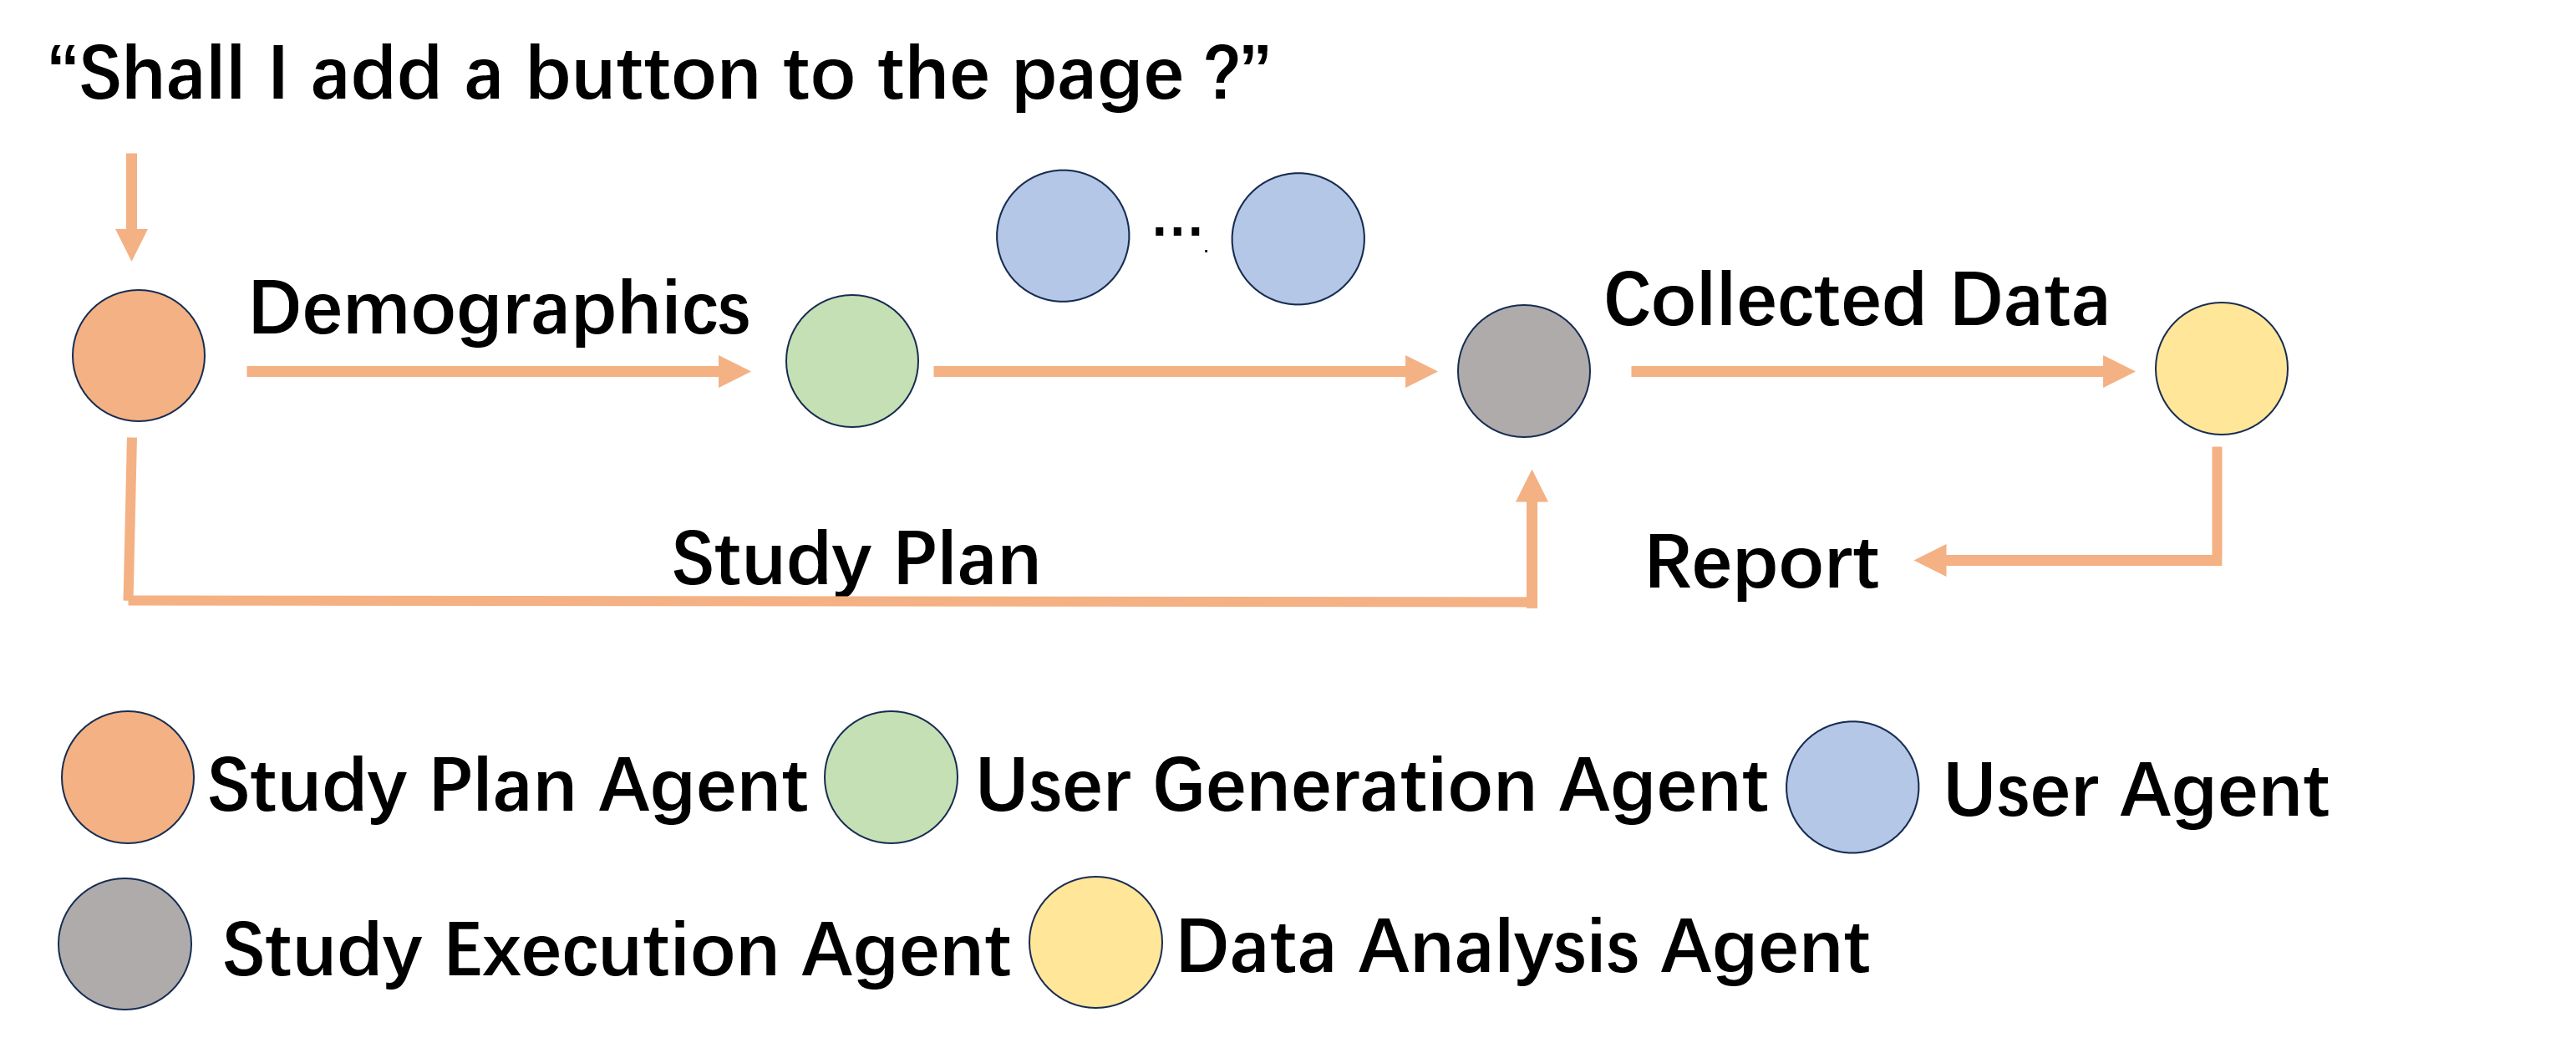 “Shall I add a button to the page ?”
... .
Demographics
Collected Data
Study Plan
Report
Study Plan Agent
User Generation Agent
User Agent
Study Execution Agent
Data Analysis Agent